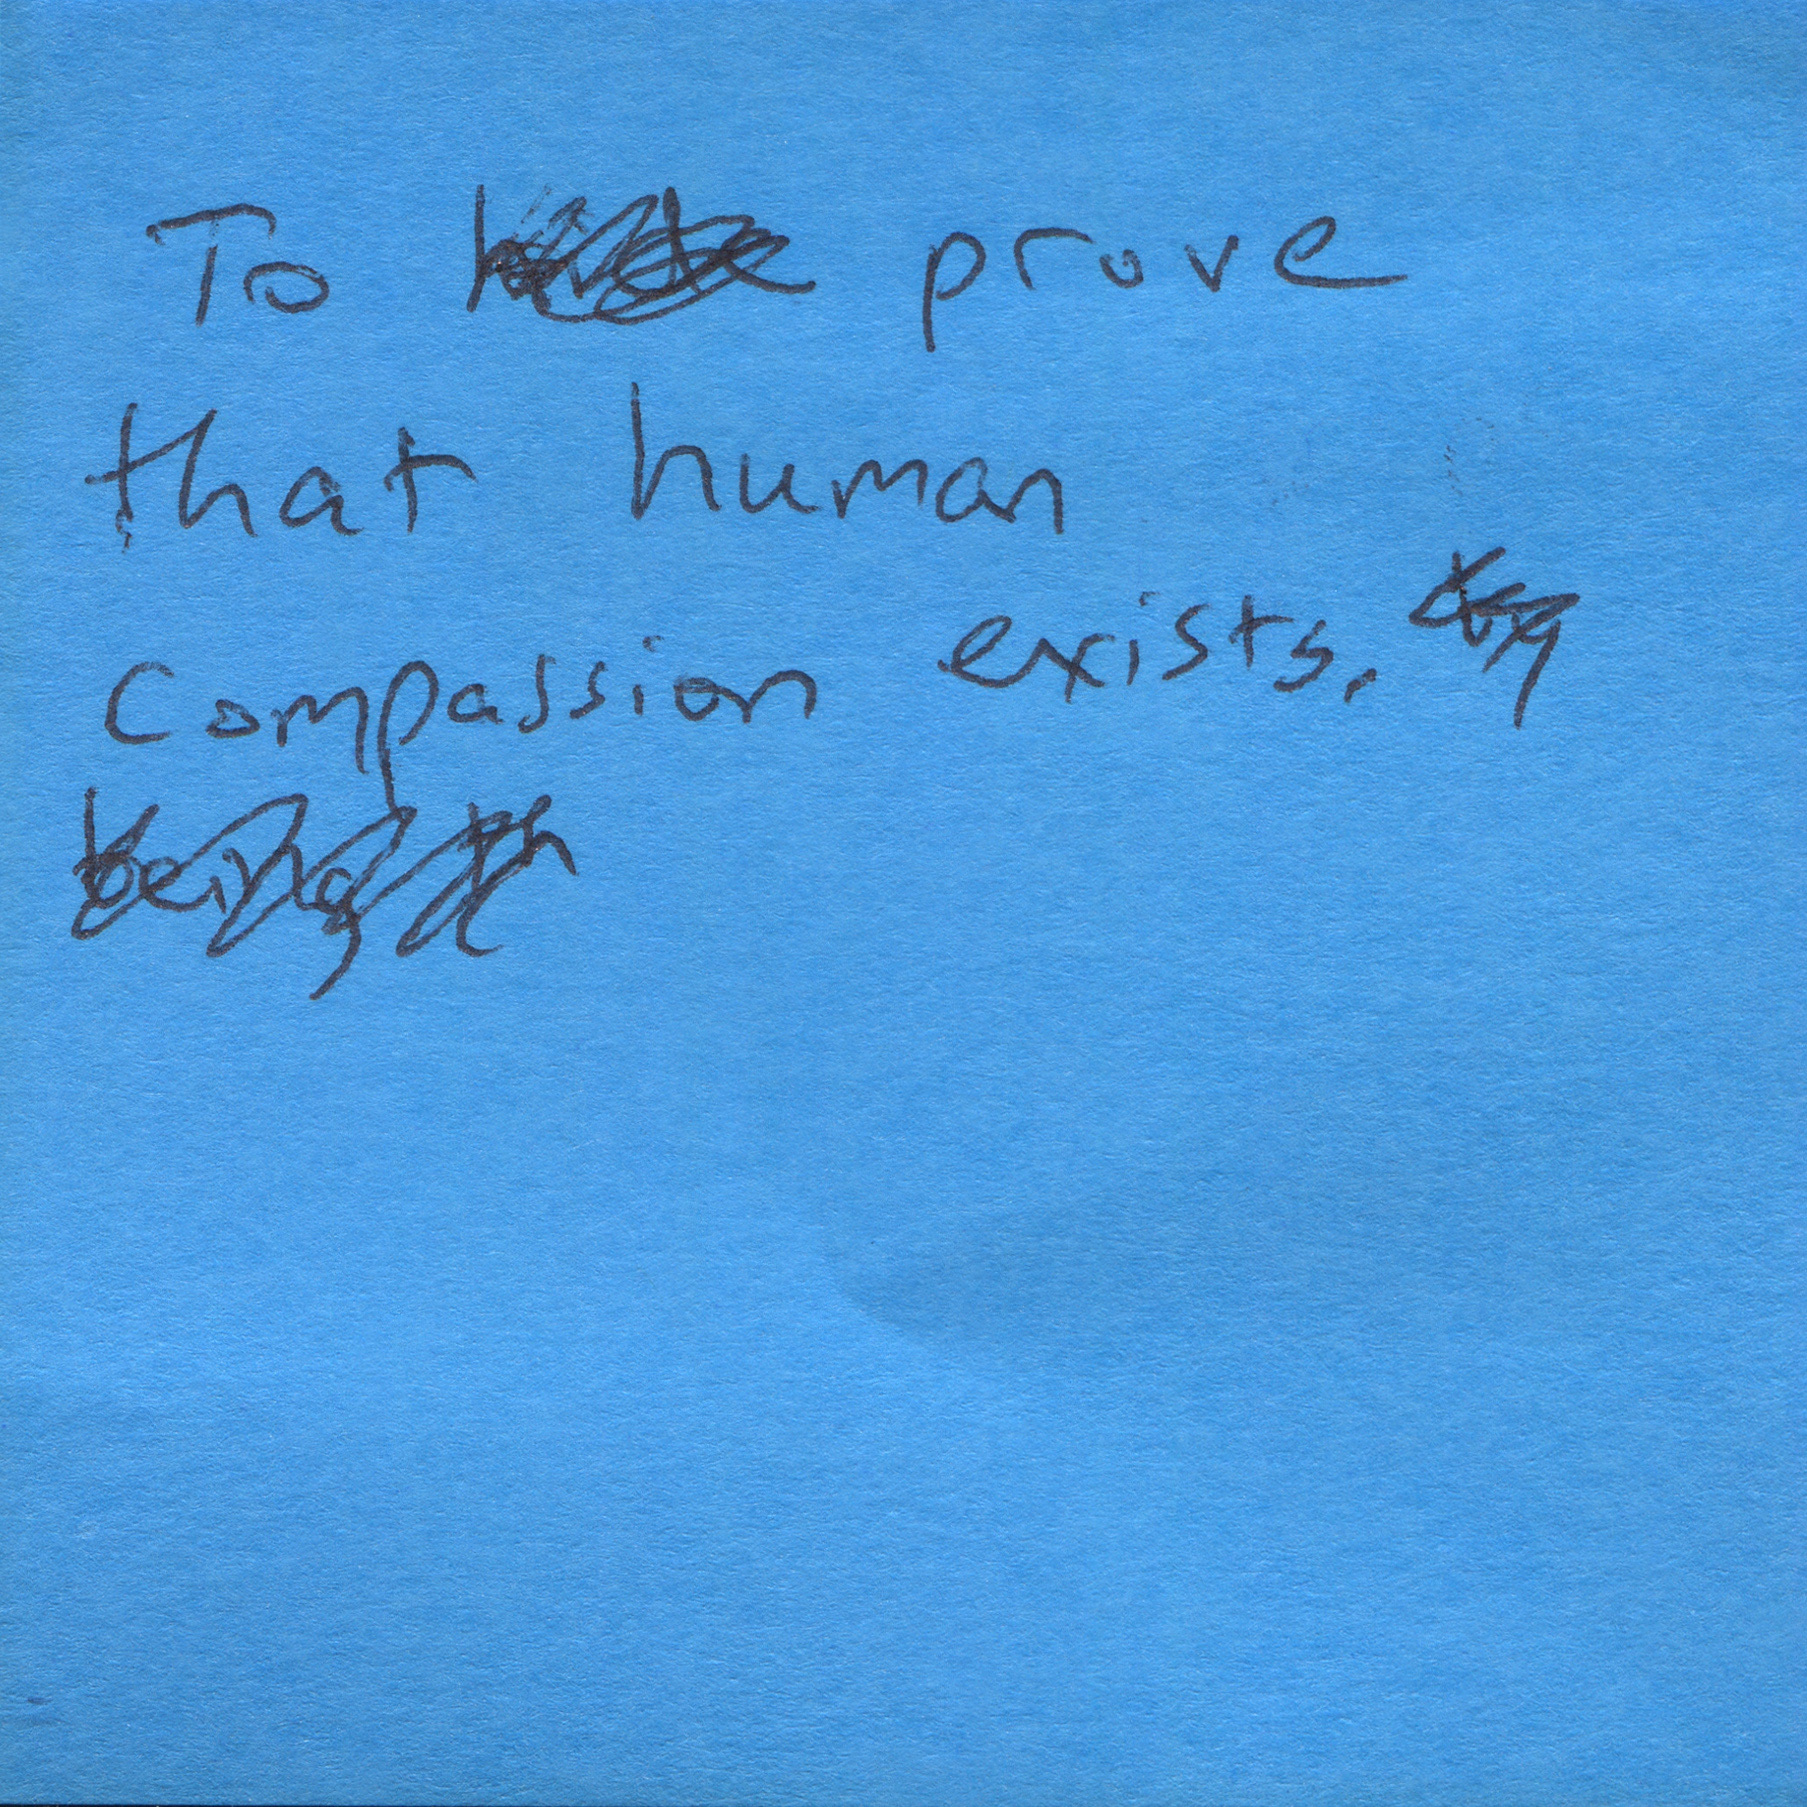 To prove
that human
compassion exists.